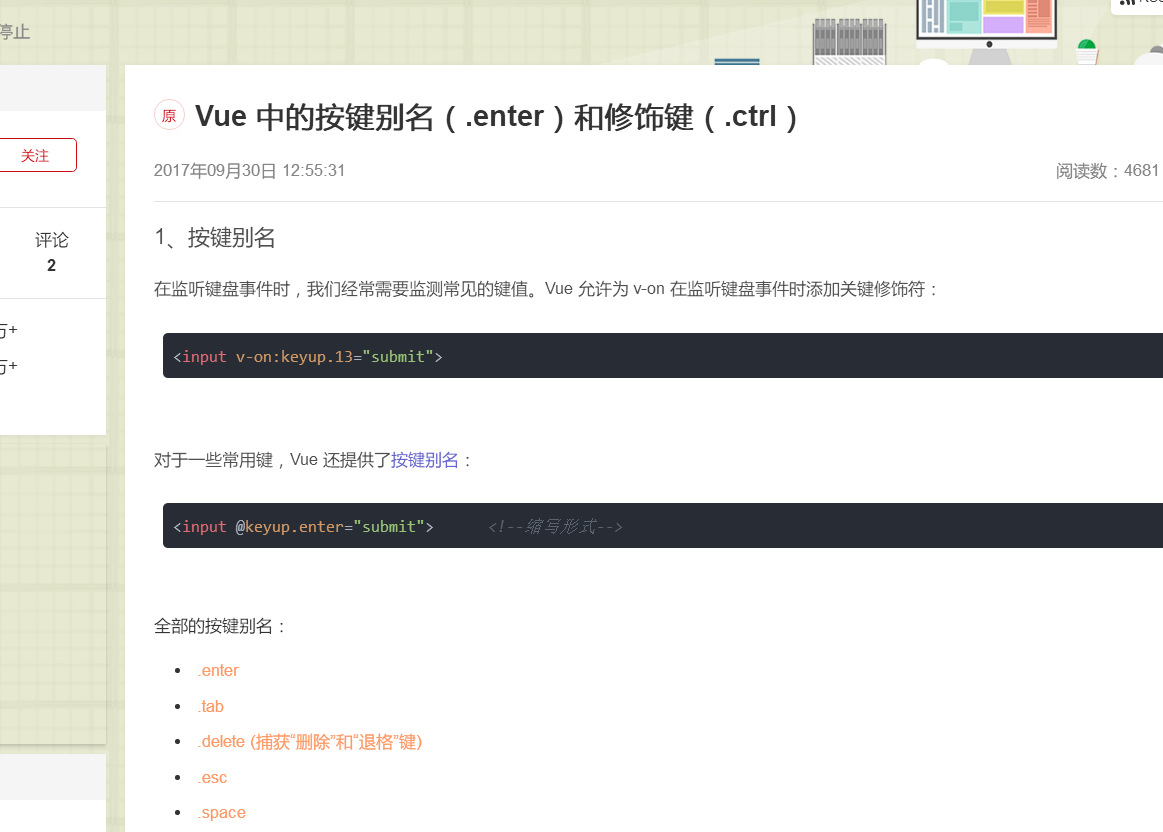 停止
原 Vue 中的按键别名（.enter）和修饰键（.ctrl）
2017年09月30日 12:55:31
阅读数：4681
关注
评论
2
万+
万+
1、按键别名
在监听键盘事件时，我们经常需要监测常见的键值。Vue 允许为 v-on 在监听键盘事件时添加关键修饰符：
<input v-on:keyup.13="submit">
对于一些常用键，Vue 还提供了按键别名：
<input @keyup.enter="submit">      <!--缩写形式-->
全部的按键别名：
.enter
.tab
.delete (捕获“删除”和“退格”键)
.esc
.space